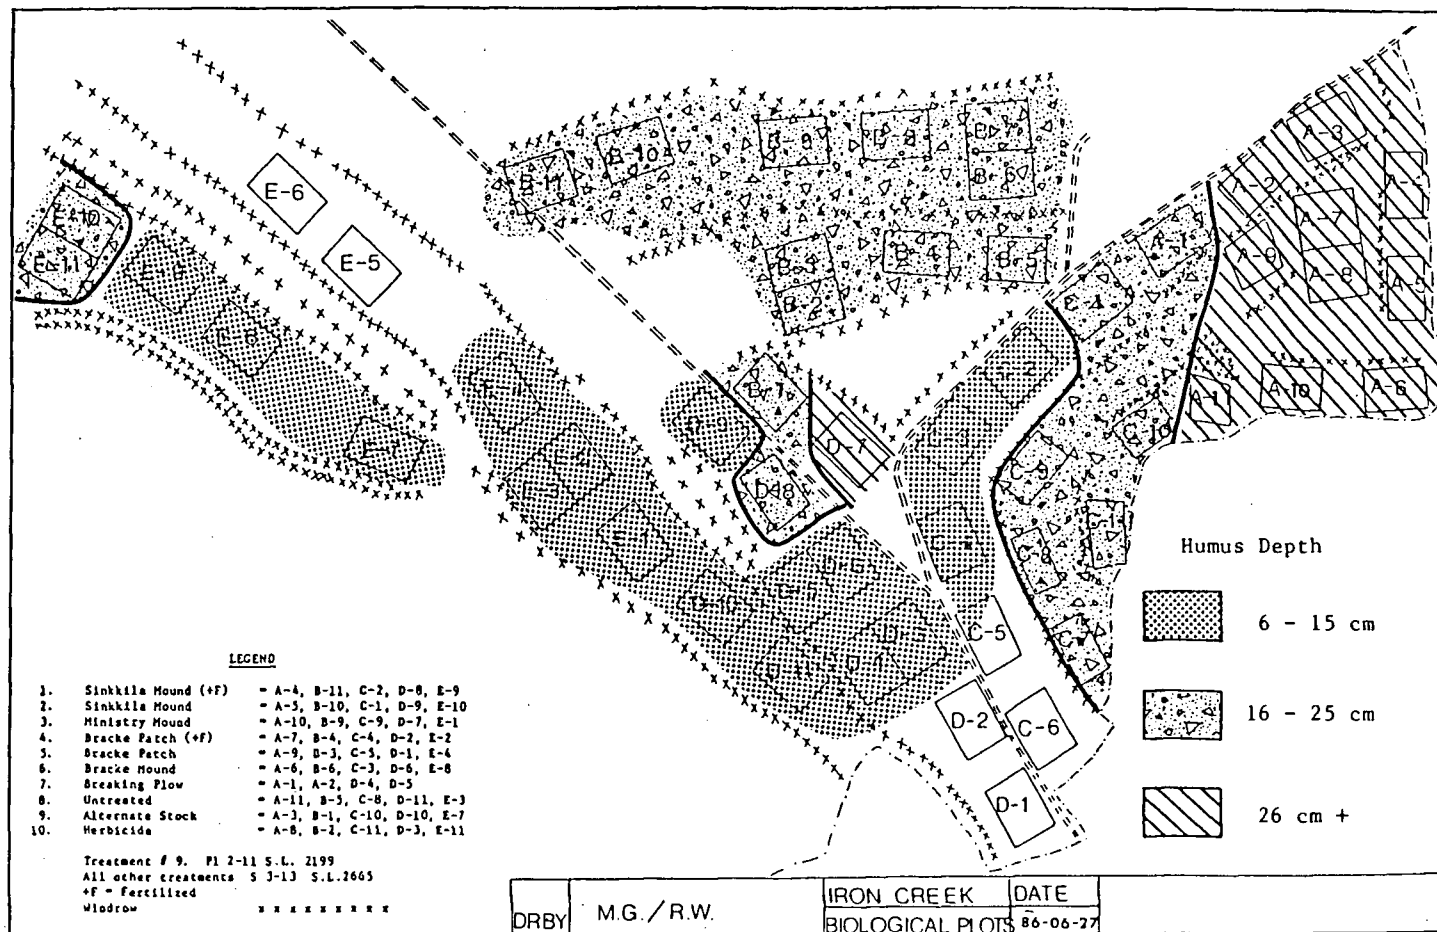 E-6
E-5
E-10
E-11
E-9
E-8
E-7
E-4
E-2
E-3
E-1
B-11
B-10
B-9
B-8
B-7
B-6
B-3
B-4
B-5
B-2
B-1
D-9
D-7
D-8
D-6
D-5
D-10
D-3
D-4
D-11
D-2
D-1
C-1
C-2
C-3
C-4
C-5
C-6
C-7
C-8
C-9
C-10
C-11
A-1
A-2
A-3
A-4
A-5
A-6
A-7
A-8
A-9
A-10
A-11
Humus Depth
6 - 15 cm
16 - 25 cm
26 cm +
LEGEND
1. Sinkkila Mound (+F) = A-4, B-11, C-2, D-8, E-9
2. Sinkkila Mound = A-5, B-10, C-1, D-9, E-10
3. Ministry Mound = A-10, B-9, C-9, D-7, E-1
4. Bracke Patch (+F) = A-7, B-4, C-4, D-2, E-2
5. Bracke Patch = A-9, B-3, C-5, D-1, E-4
6. Bracke Mound = A-6, B-6, C-3, D-6, E-8
7. Breaking Plow = A-1, A-2, D-4, D-5
8. Untreated = A-11, B-5, C-8, D-11, E-3
9. Alternate Stock = A-3, B-1, C-10, D-10, E-7
10. Herbicide = A-8, B-2, C-11, D-3, E-11
Treatment # 9. Pl 2-11 S.L. 2199
All other treatments S 3-13 S.L.2665
+F = Fertilized
Windrow x x x x x x x x x
DRBY M.G./R.W.
IRON CREEK
BIOLOGICAL PLOTS
DATE
86-06-27